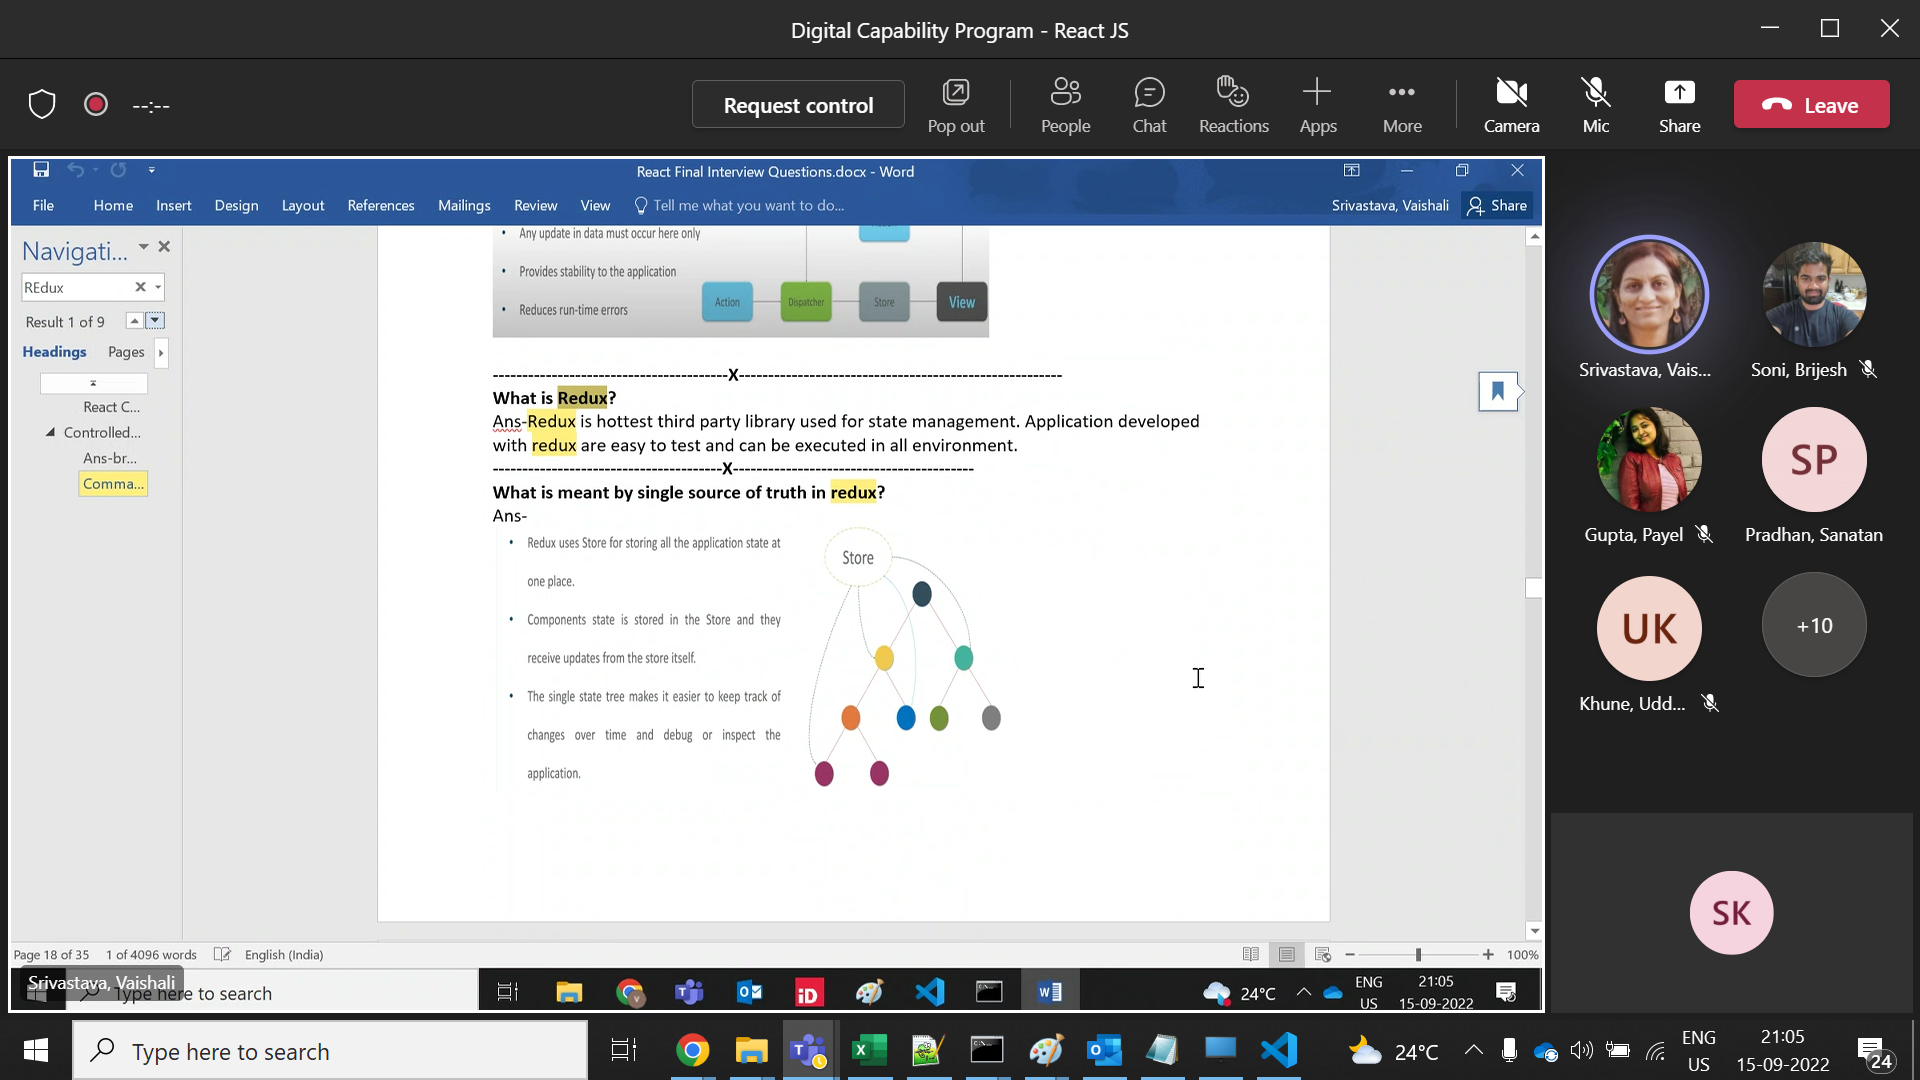 Digital Capability Program - React JS
--:--
Request control
Pop out
People
Chat
Reactions
Apps
More
Camera
Mic
Share
Leave
React Final Interview Questions.docx - Word
File Home Insert Design Layout References Mailings Review View Tell me what you want to do...
Srivastava, Vaishali Share
Navigati...
REdux
Result 1 of 9
Headings Pages
React C...
Controlled...
Ans-br...
Comma...
Any update in data must occur here only
Provides stability to the application
Reduces run-time errors
Action Dispatcher Store View
---------------------------------------X------------------------------------------------------
What is Redux?
Ans-Redux is hottest third party library used for state management. Application developed
with redux are easy to test and can be executed in all environment.
---------------------------------------X----------------------------------------
What is meant by single source of truth in redux?
Ans-
Redux uses Store for storing all the application state at
one place.
Components state is stored in the Store and they
receive updates from the store itself.
The single state tree makes it easier to keep track of
changes over time and debug or inspect the
application.
Store
Srivastava, Vais...
Soni, Brijesh
Gupta, Payel
SP
Pradhan, Sanatan
UK
Khune, Udd...
+10
SK
Page 18 of 35 1 of 4096 words English (India)
100%
Srivastava, Vaishali
Type here to search
iD
24°C
ENG
US
21:05
15-09-2022
Type here to search
24°C
ENG
US
21:05
15-09-2022
24